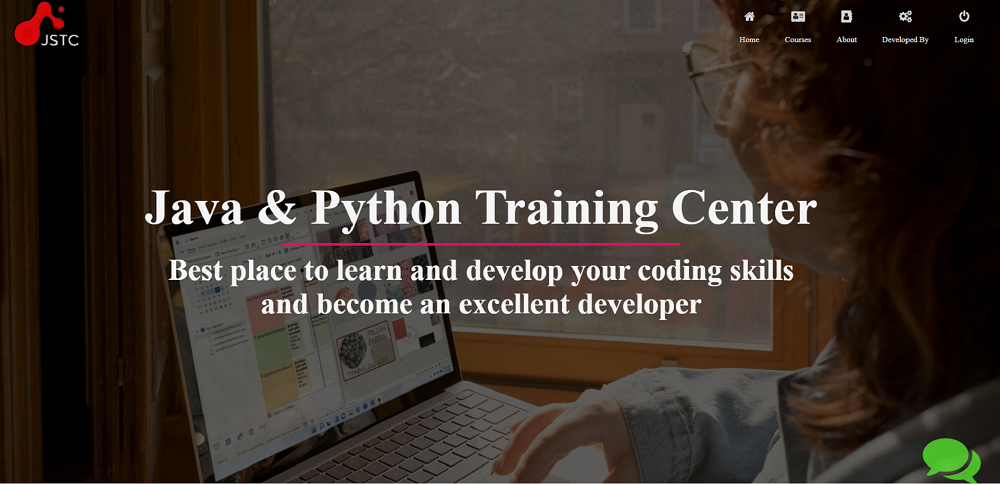 JSTC
Home Courses About Developed By Login
Java & Python Training Center
Best place to learn and develop your coding skills
and become an excellent developer